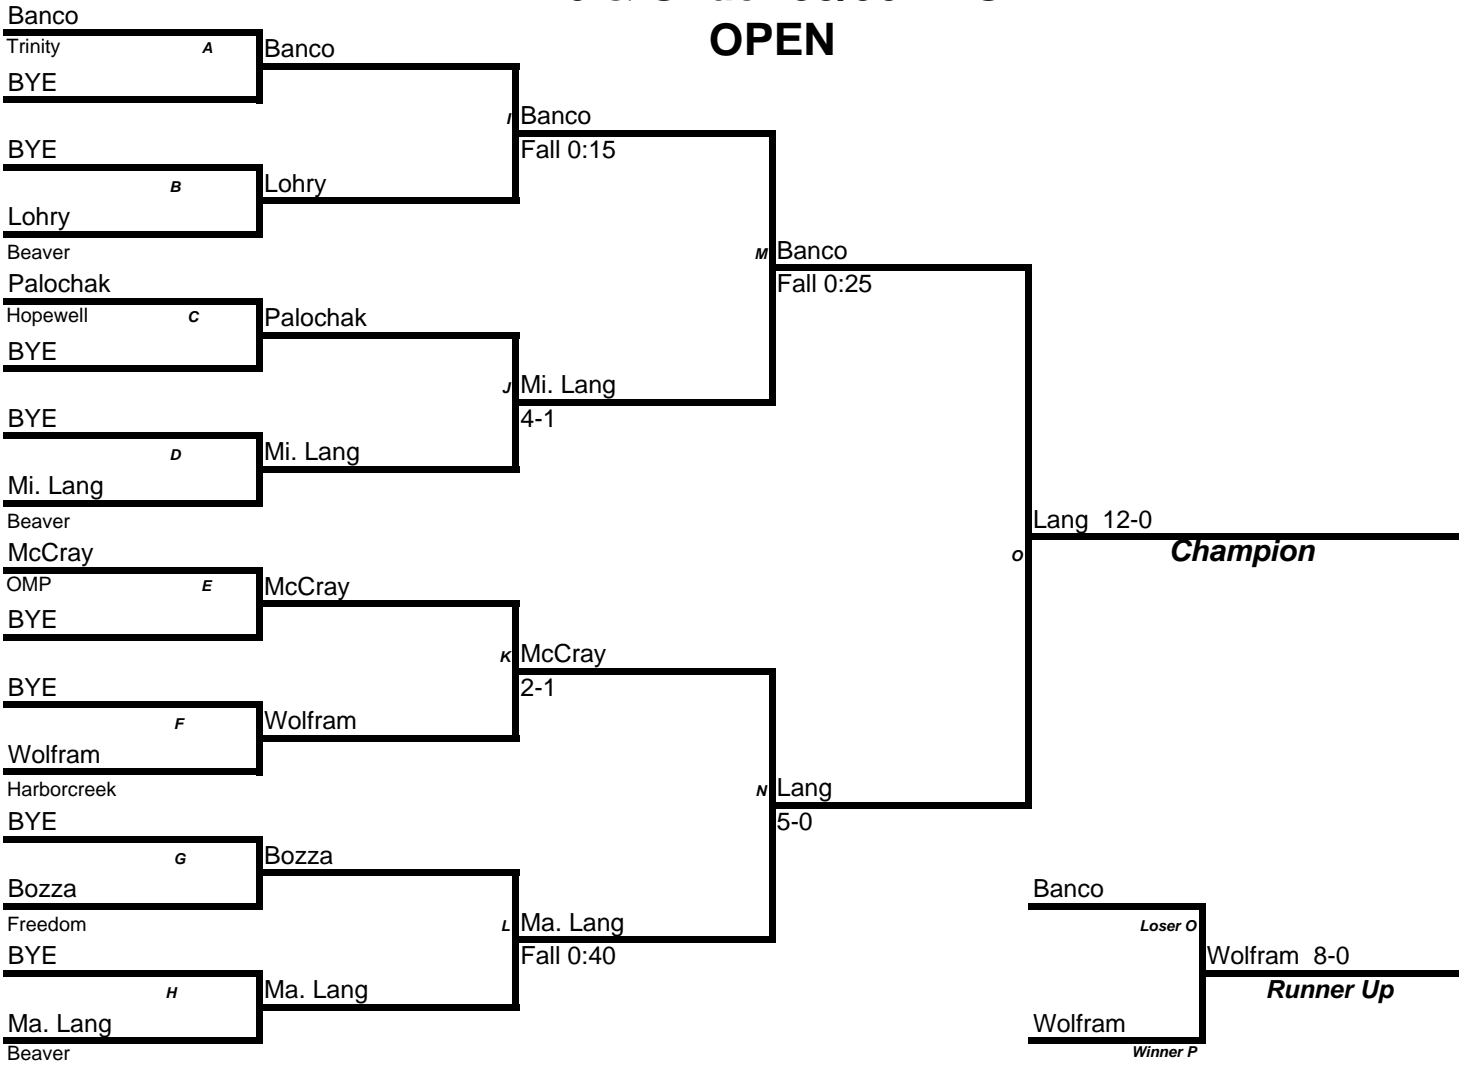 OPEN
Banco
Trinity A Banco
BYE
I Banco
BYE Fall 0:15
B Lohry
Lohry
Beaver M Banco
Palochak Fall 0:25
Hopewell C Palochak
BYE
J Mi. Lang
BYE 4-1
D Mi. Lang
Mi. Lang
Beaver Lang 12-0
McCray O Champion
OMP E McCray
BYE
K McCray
BYE 2-1
F Wolfram
Wolfram
Harborcreek N Lang
BYE 5-0
G Bozza
Bozza Banco
Freedom L Ma. Lang Loser O
BYE Fall 0:40 Wolfram 8-0
H Ma. Lang Runner Up
Ma. Lang Wolfram
Beaver Winner P